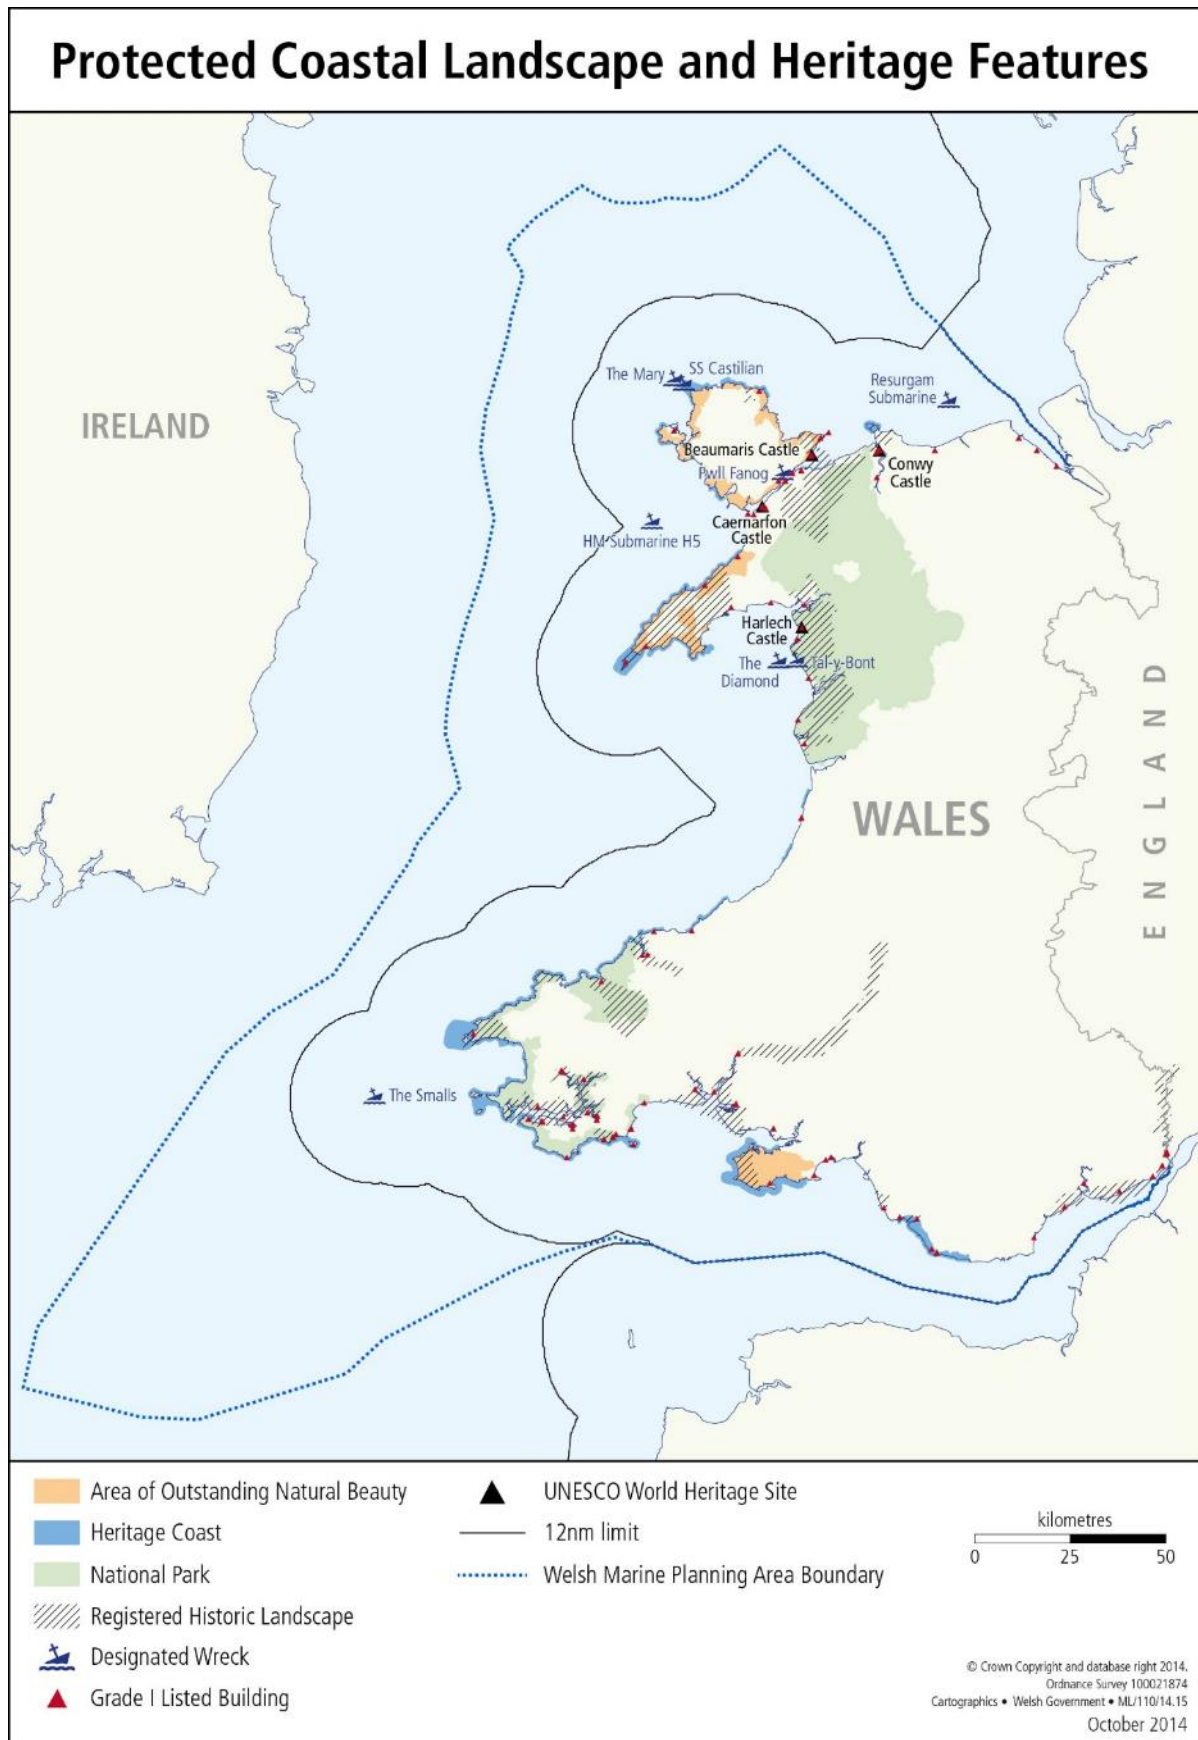 Protected Coastal Landscape and Heritage Features
The Mary
SS Castilian
Resurgam
Submarine
IRELAND
Beaumaris Castle
Conwy
Castle
Pwll Fanog
Caernarfon
Castle
HM Submarine H5
Harlech
Castle
The
Diamond
Tal-y-Bont
ENGLAND
WALES
The Smalls
Area of Outstanding Natural Beauty
Heritage Coast
National Park
Registered Historic Landscape
Designated Wreck
Grade I Listed Building
UNESCO World Heritage Site
12nm limit
Welsh Marine Planning Area Boundary
kilometres
0 25 50
© Crown Copyright and database right 2014.
Ordnance Survey 100021874
Cartographics • Welsh Government • ML/110/14.15
October 2014